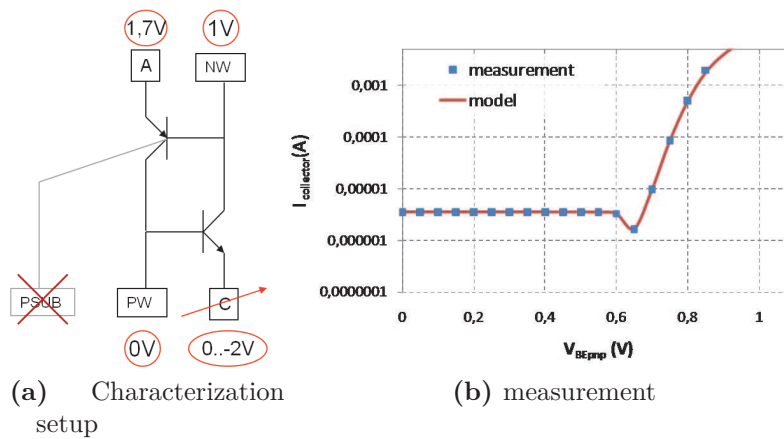 1,7V
1V
A
NW
PSUB
PW
C
0V
0..-2V
(a) Characterization
setup
measurement
model
0,001
0,0001
0,00001
0,000001
0,0000001
I collector(A)
0
0,2
0,4
0,6
0,8
1
VBEpnp (V)
(b) measurement